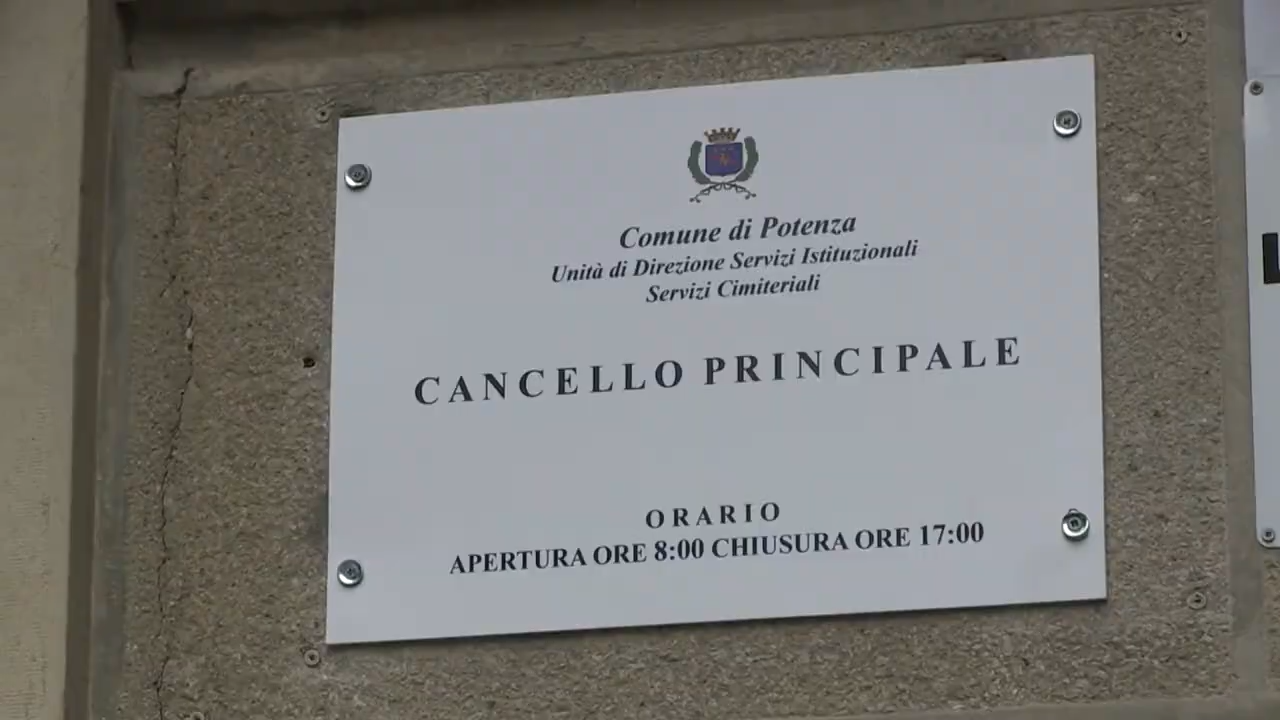 Comune di Potenza
Unità di Direzione Servizi Istituzionali
Servizi Cimiteriali
CANCELLO PRINCIPALE
ORARIO
APERTURA ORE 8:00 CHIUSURA ORE 17:00